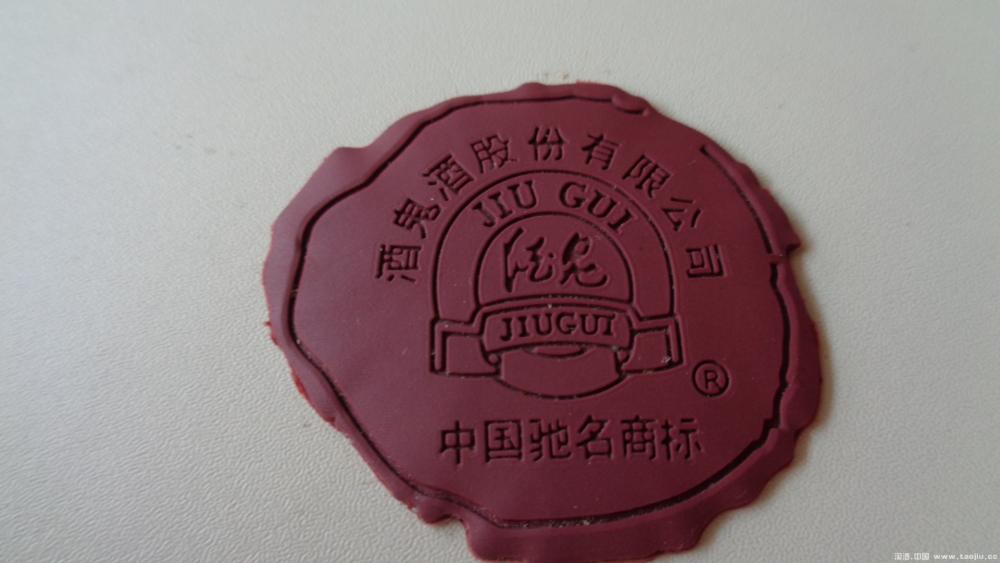 酒鬼酒股份有限公司
JIU GUI
酒鬼
JIUGUI
®
中国驰名商标
淘酒.中国 www.taojiu.cc